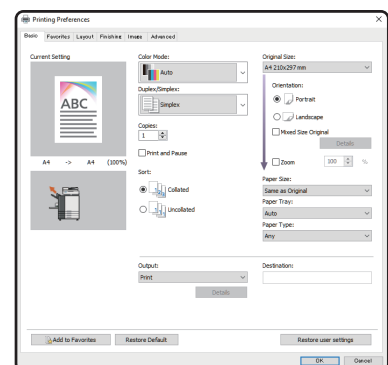 Printing Preferences
Basic Favorites Layout Finishing Image Advanced
Current Setting
ABC
A4 -> A4 (100%)
Color Mode:
Auto
Duplex/Simplex:
Simplex
Copies:
1
Print and Pause
Sort:
Collated
Uncollated
Original Size:
A4 210x297 mm
Orientation:
Portrait
Landscape
Mixed Size Original
Details
Zoom 100 %
Paper Size:
Same as Original
Paper Tray:
Auto
Paper Type:
Any
Output:
Print
Details
Destination:
Add to Favorites Restore Default Restore user settings
OK Cancel